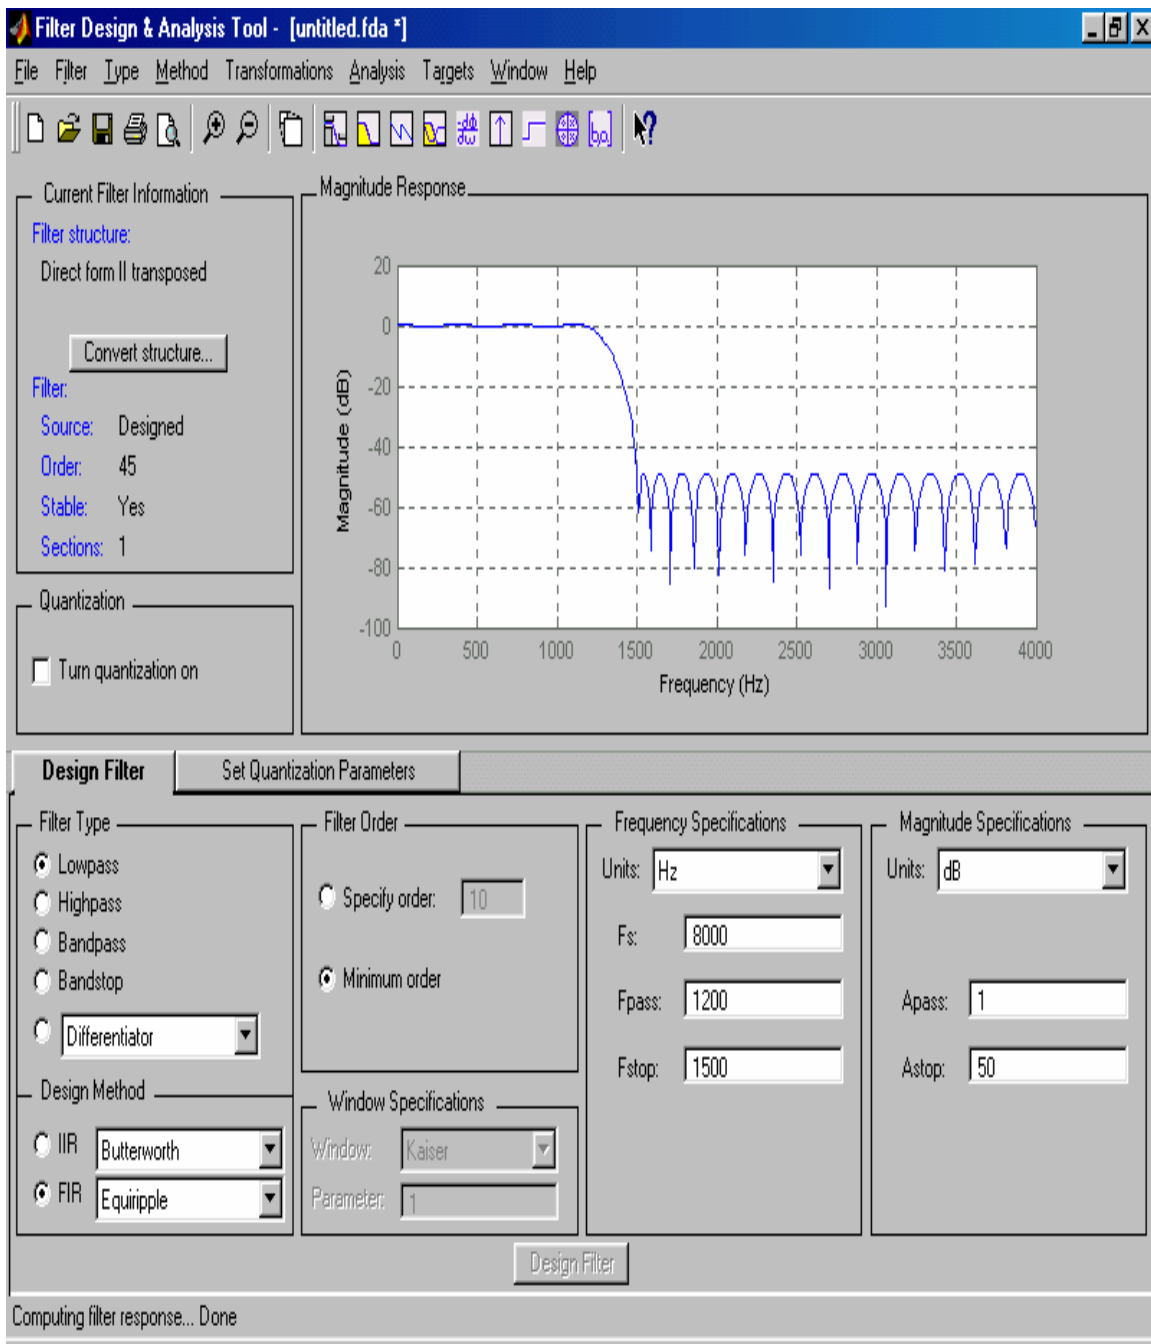 Filter Design & Analysis Tool - [untitled.fda *]
File Filter Type Method Transformations Analysis Targets Window Help
Current Filter Information
Filter structure:
Direct form II transposed
Convert structure...
Filter:
Source: Designed
Order: 45
Stable: Yes
Sections: 1
Quantization
Turn quantization on
Magnitude Response
Magnitude (dB)
20
0
-20
-40
-60
-80
-100
0 500 1000 1500 2000 2500 3000 3500 4000
Frequency (Hz)
Design Filter
Set Quantization Parameters
Filter Type
Lowpass
Highpass
Bandpass
Bandstop
Differentiator
Design Method
IIR Butterworth
FIR Equiripple
Filter Order
Specify order: 10
Minimum order
Window Specifications
Window: Kaiser
Parameter: 1
Frequency Specifications
Units: Hz
Fs: 8000
Fpass: 1200
Fstop: 1500
Magnitude Specifications
Units: dB
Apass: 1
Astop: 50
Design Filter
Computing filter response... Done